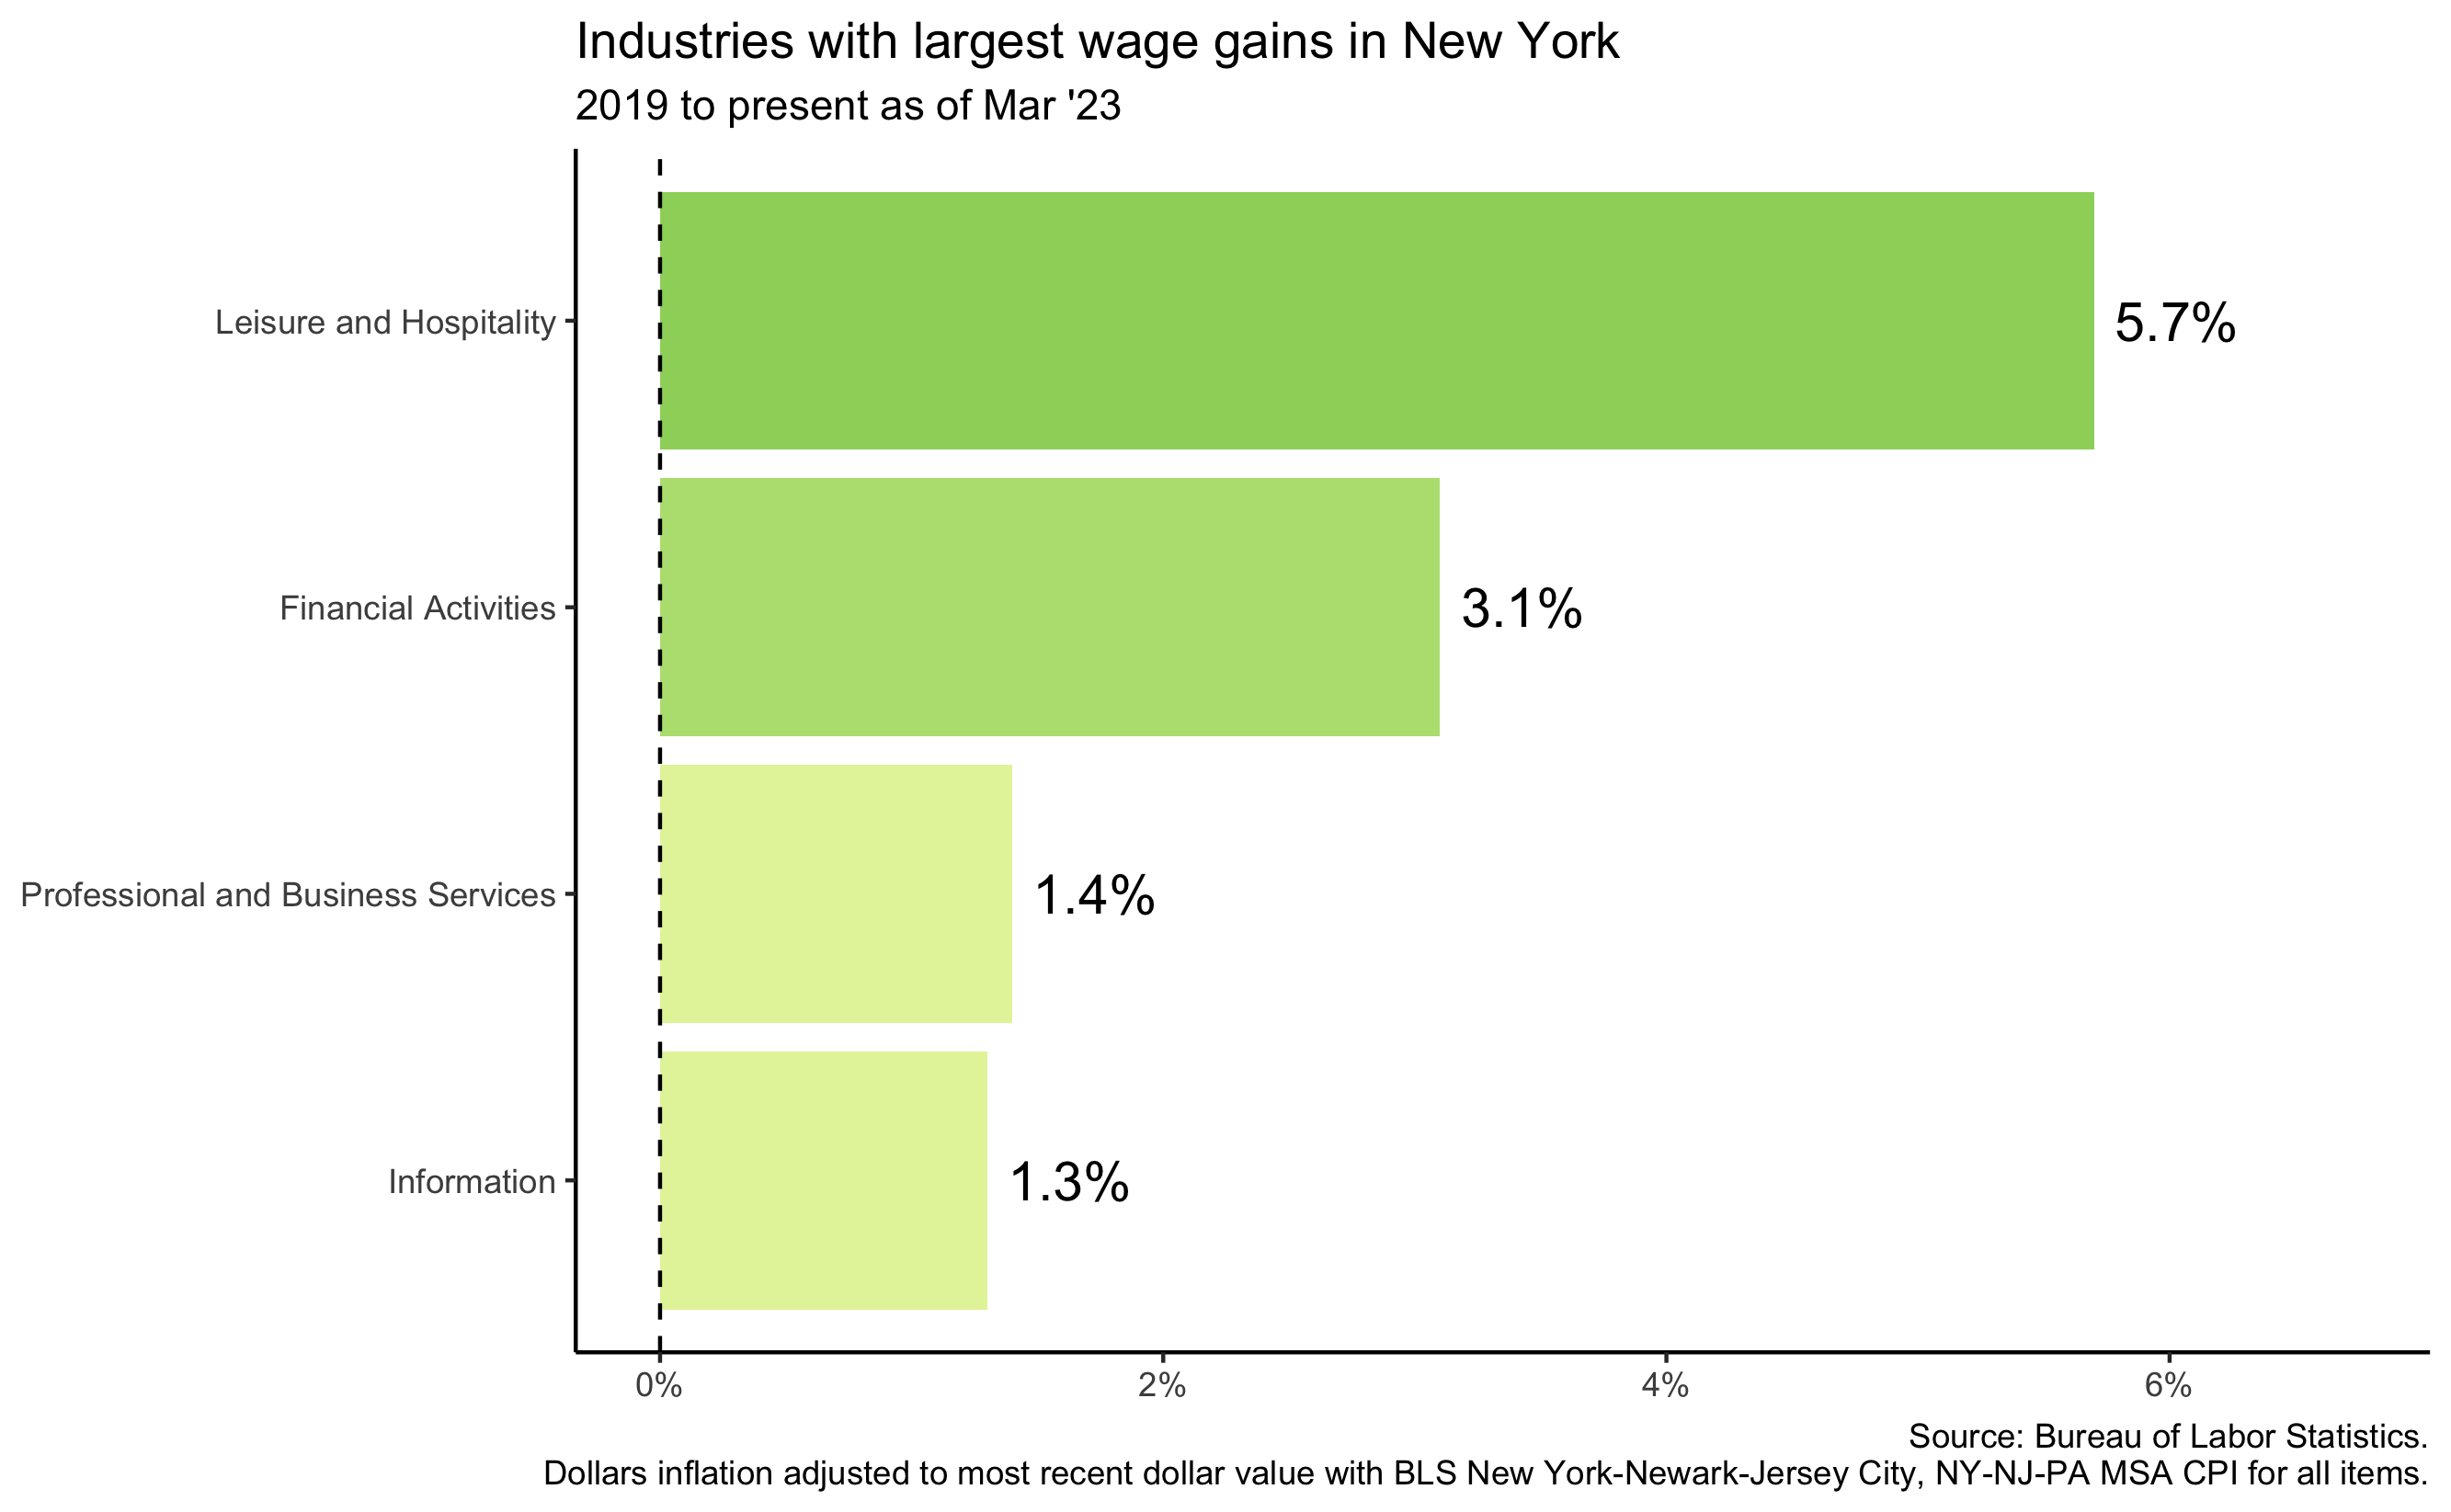 Industries with largest wage gains in New York
2019 to present as of Mar '23
Leisure and Hospitality
5.7%
Financial Activities
3.1%
Professional and Business Services
1.4%
Information
1.3%
0%
2%
4%
6%
Source: Bureau of Labor Statistics.
Dollars inflation adjusted to most recent dollar value with BLS New York-Newark-Jersey City, NY-NJ-PA MSA CPI for all items.